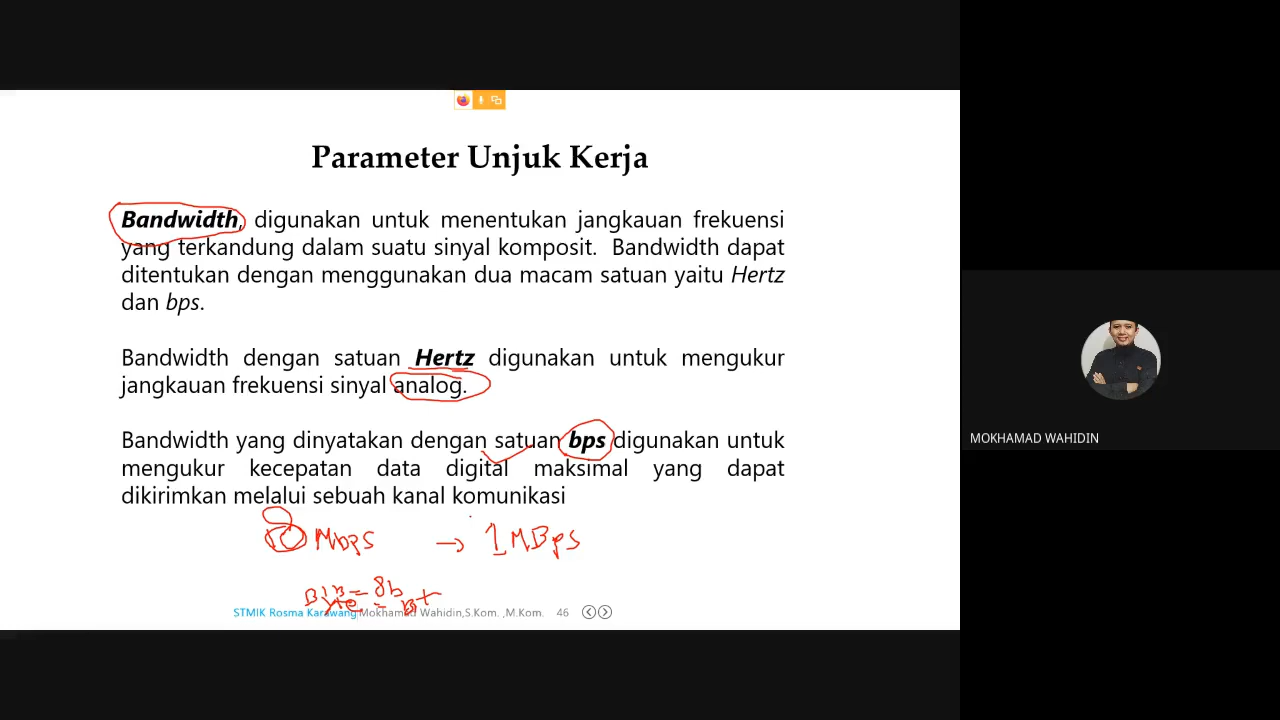 Parameter Unjuk Kerja
Bandwidth, digunakan untuk menentukan jangkauan frekuensi
yang terkandung dalam suatu sinyal komposit. Bandwidth dapat
ditentukan dengan menggunakan dua macam satuan yaitu Hertz
dan bps.
Bandwidth dengan satuan Hertz digunakan untuk mengukur
jangkauan frekuensi sinyal analog.
Bandwidth yang dinyatakan dengan satuan bps digunakan untuk
mengukur kecepatan data digital maksimal yang dapat
dikirimkan melalui sebuah kanal komunikasi
Mbps → 1 MBps
1B = 8b
STMIK Rosma Karawang Mokhamad Wahidin,S.Kom. ,M.Kom. 46
MOKHAMAD WAHIDIN